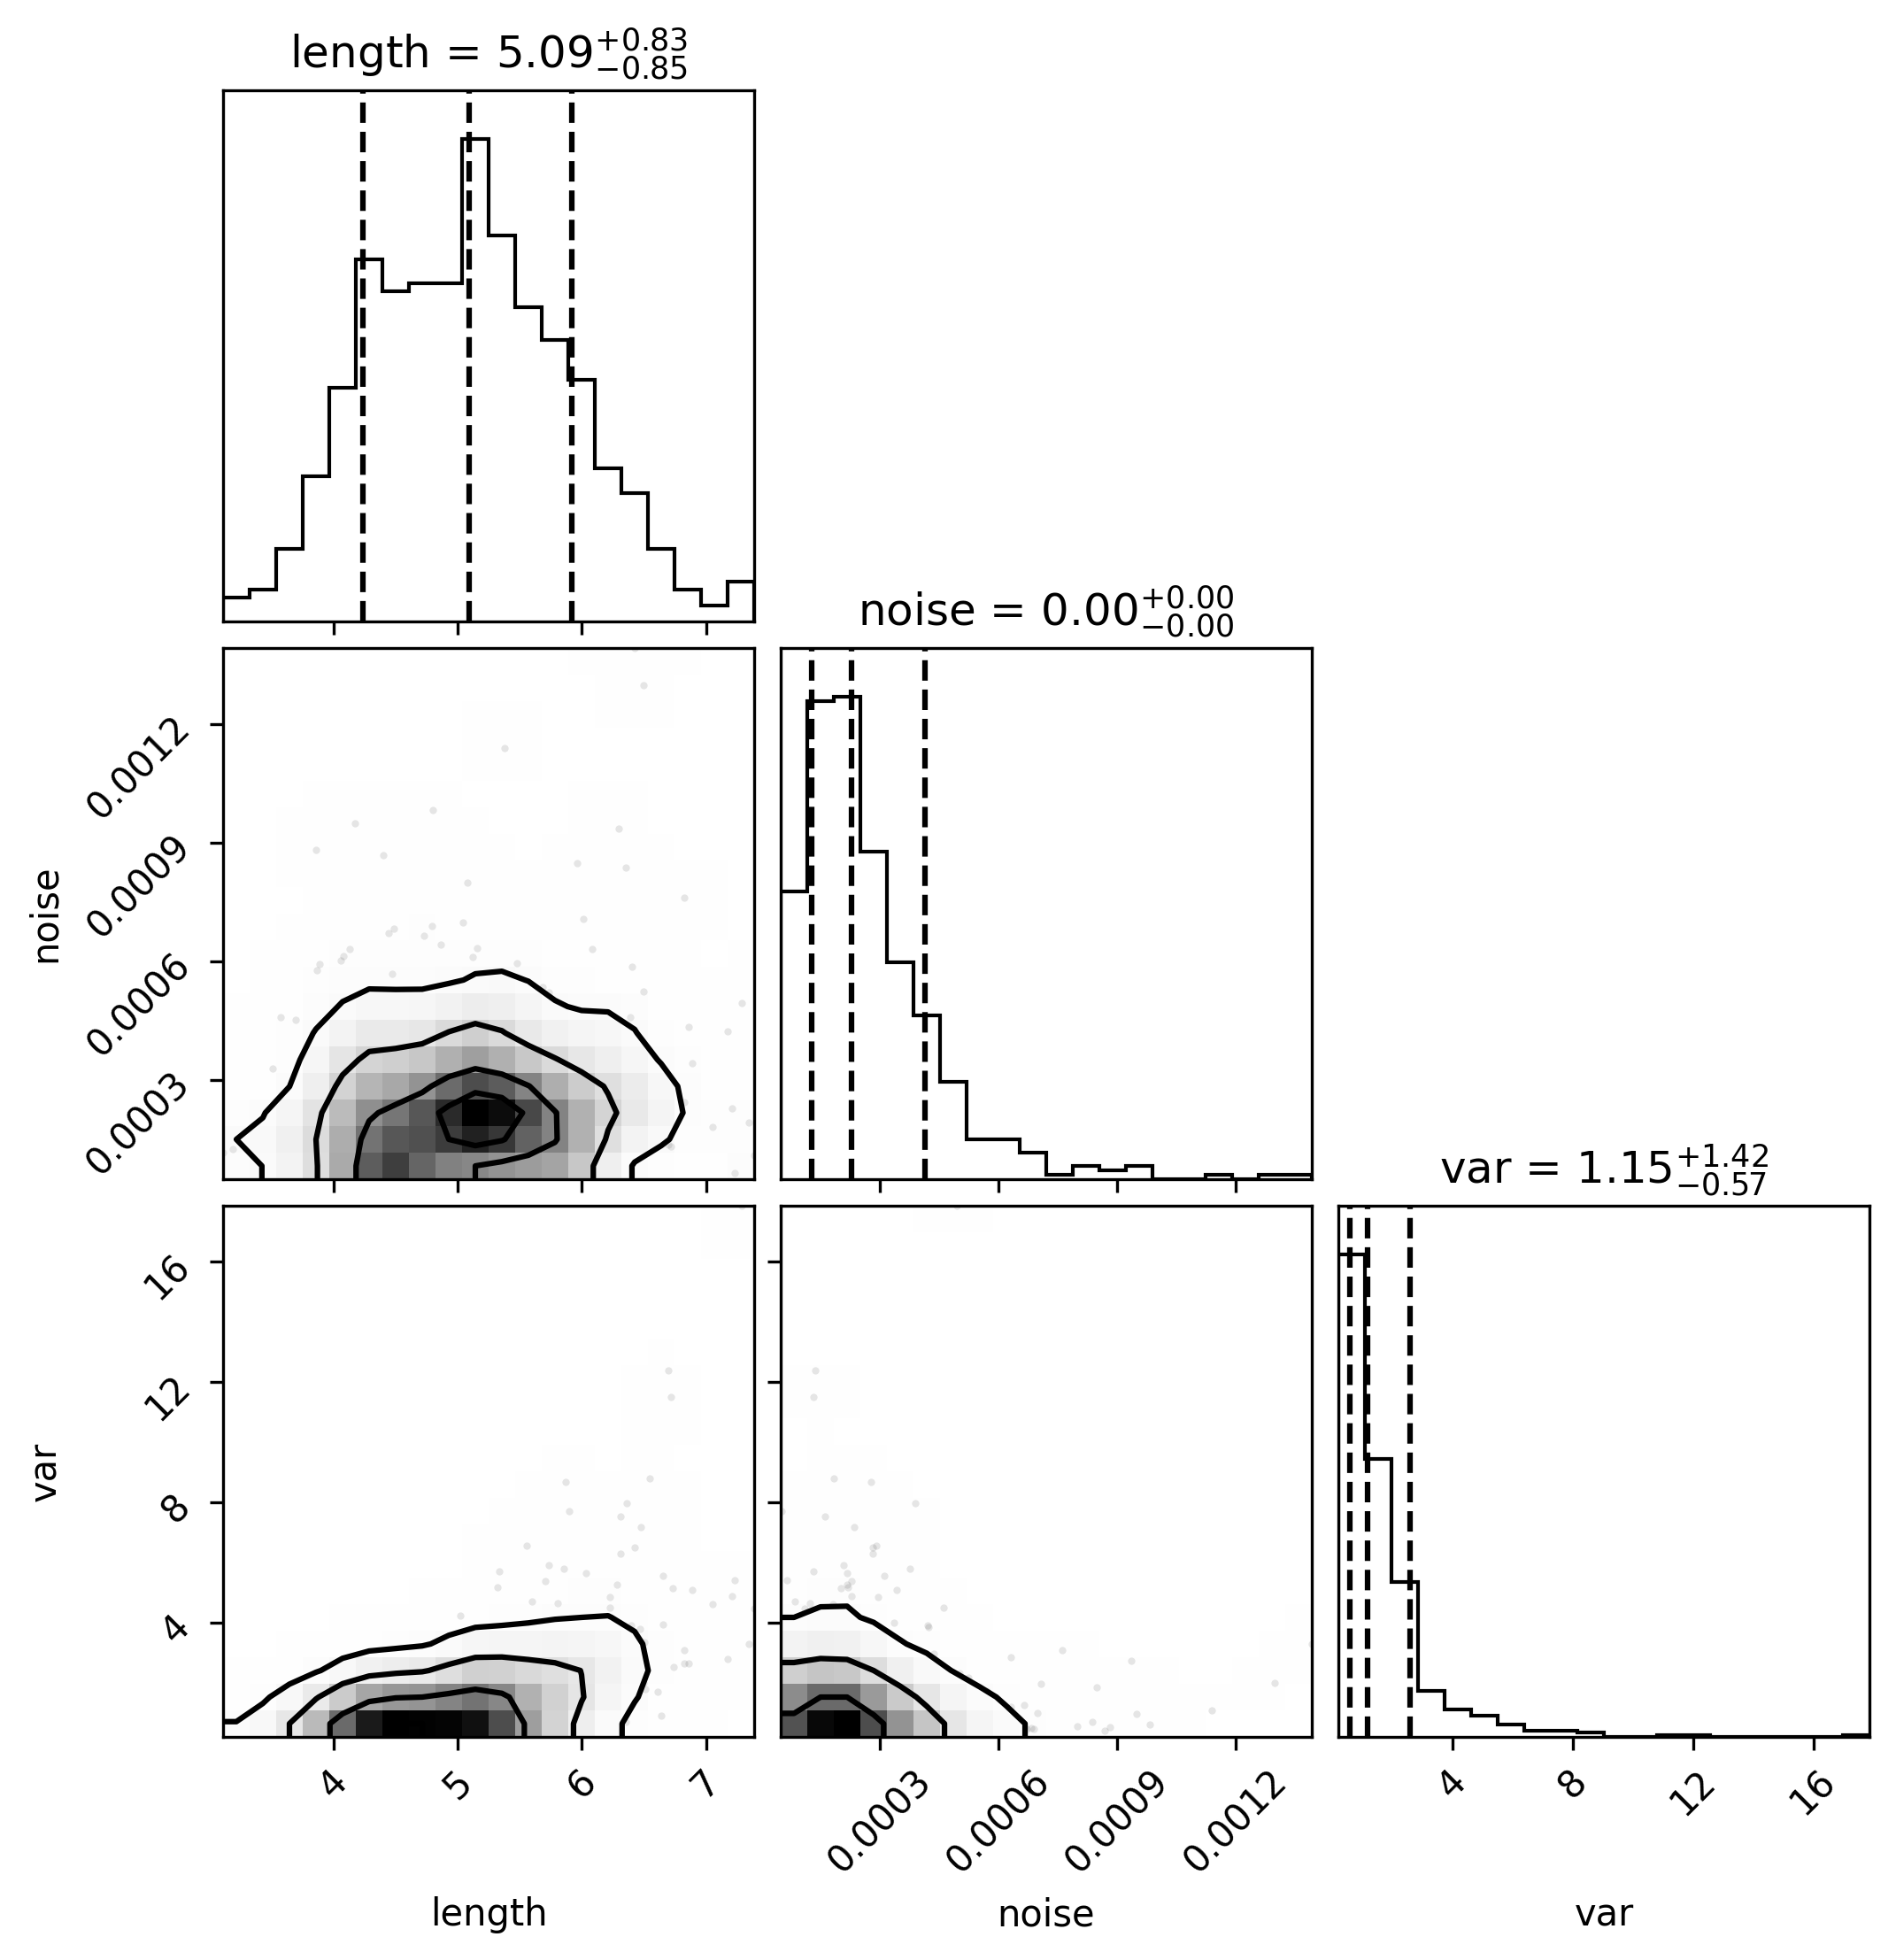 length = 5.09 +0.83 −0.85
noise = 0.00 +0.00 −0.00
0.0012
0.0009
0.0006
0.0003
noise
var = 1.15 +1.42 −0.57
16
12
8
4
var
4 5 6 7
0.0003 0.0006 0.0009 0.0012
4 8 12 16
length noise var